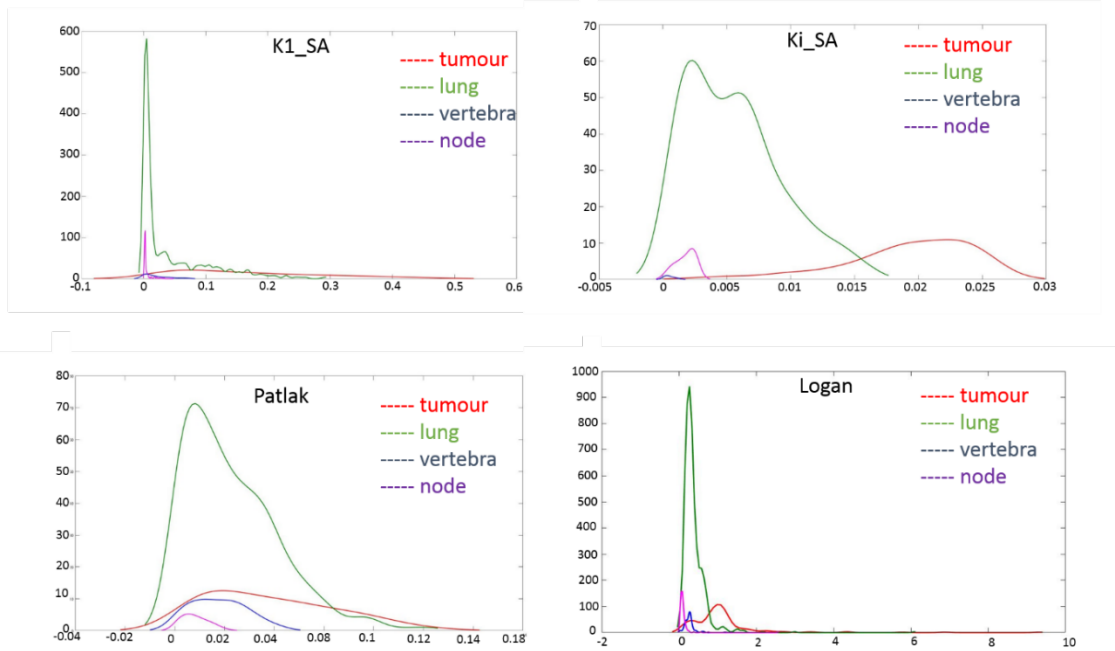 K1_SA
600
500
400
300
200
100
0
-0.1 0 0.1 0.2 0.3 0.4 0.5 0.6
----- tumour
----- lung
----- vertebra
----- node
Ki_SA
70
60
50
40
30
20
10
0
-0.005 0 0.005 0.01 0.015 0.02 0.025 0.03
----- tumour
----- lung
----- vertebra
----- node
Patlak
80
70
60
50
40
30
20
10
0
-0.04 -0.02 0 0.02 0.04 0.08 0.1 0.12 0.14 0.18
----- tumour
----- lung
----- vertebra
----- node
Logan
1000
900
800
700
600
500
400
300
200
100
0
-2 0 2 4 6 8 10
----- tumour
----- lung
----- vertebra
----- node